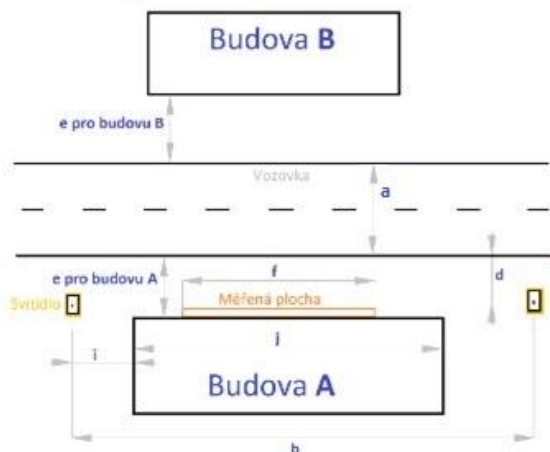 Budova B
e pro budovu B
Vozovka
a
e pro budovu A
f
d
Svítidlo
Měřená plocha
j
i
Budova A
b